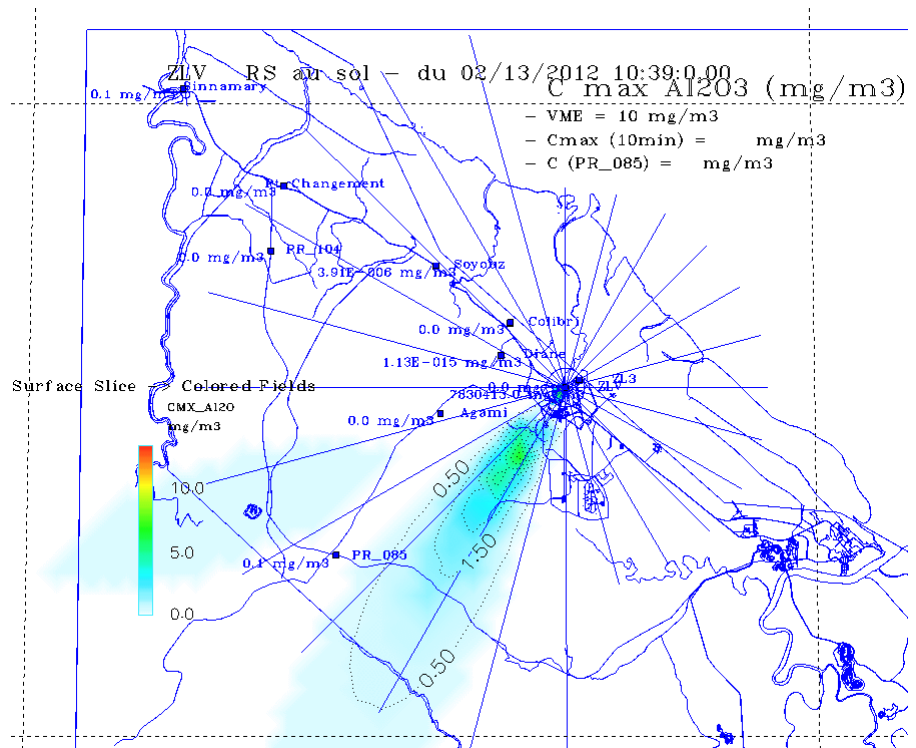 ZLV RS au sol - du 02/13/2012 10:39:0.00
C max Al2O3 (mg/m3)
- VME = 10 mg/m3
- Cmax (10min) = mg/m3
- C (PR_085) = mg/m3
Sinnamary
0.1 mg/m3
Pt Changement
0.0 mg/m3
PR_104
0.0 mg/m3
Soyouz
3.91E-006 mg/m3
Colibri
0.0 mg/m3
Diane
1.13E-015 mg/m3
ZL3
ZLV
Surface Slice - Colored Fields
CMX_Al2O
mg/m3
Agami
0.0 mg/m3
10.0
5.0
0.0
0.50
1.50
0.50
PR_085
0.1 mg/m3